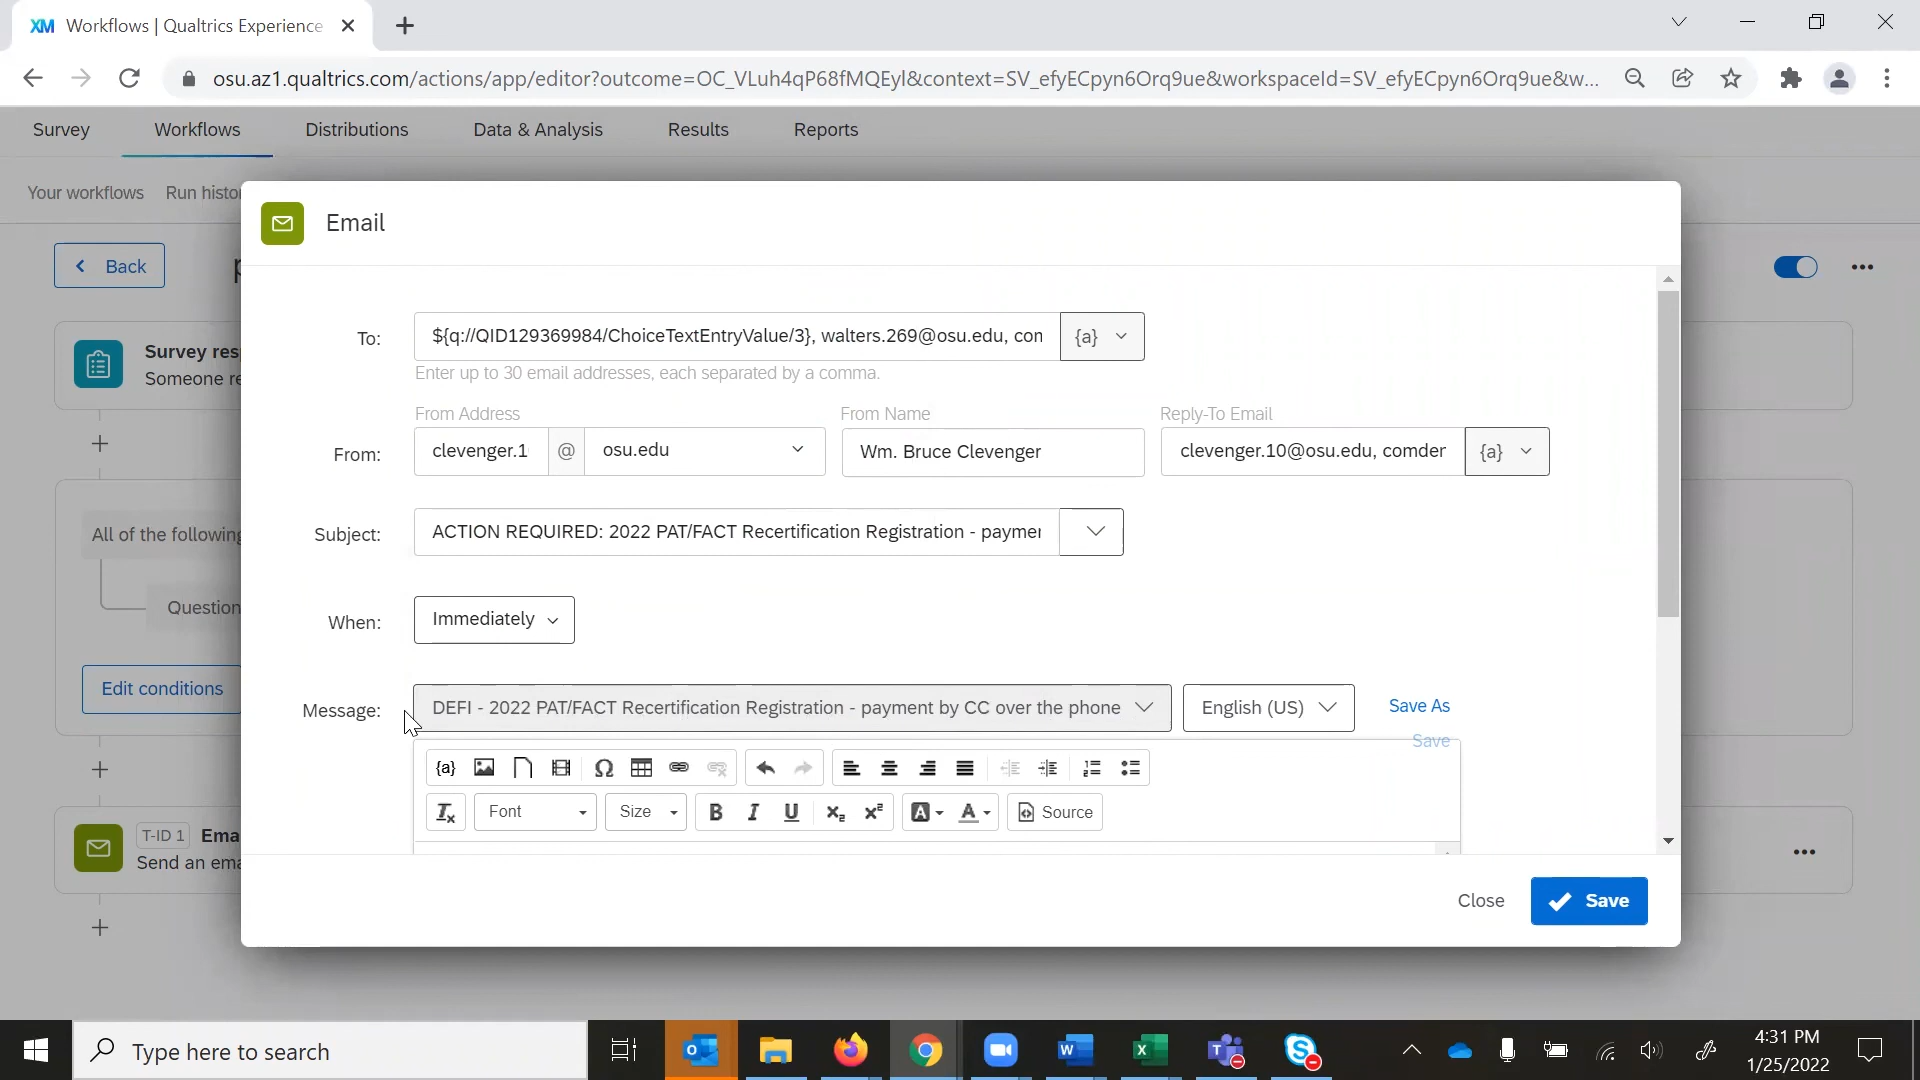 XM Workflows | Qualtrics Experience
osu.az1.qualtrics.com/actions/app/editor?outcome=OC_VLuh4qP68fMQEyl&context=SV_efyECpyn6Orq9ue&workspaceId=SV_efyECpyn6Orq9ue&w...
Survey Workflows Distributions Data & Analysis Results Reports
Your workflows Run histo
Email
Back
To: ${q://QID129369984/ChoiceTextEntryValue/3}, walters.269@osu.edu, con {a}
Enter up to 30 email addresses, each separated by a comma.
Survey res
Someone re
From Address From Name Reply-To Email
From: clevenger.1 @ osu.edu Wm. Bruce Clevenger clevenger.10@osu.edu, comder {a}
Subject: ACTION REQUIRED: 2022 PAT/FACT Recertification Registration - paymer
All of the following
Question
When: Immediately
Edit conditions
Message: DEFI - 2022 PAT/FACT Recertification Registration - payment by CC over the phone English (US) Save As
Save
{a} Ω
Font Size B I U x₂ x² A A Source
T-ID 1 Ema
Send an ema
Close Save
Type here to search
4:31 PM
1/25/2022